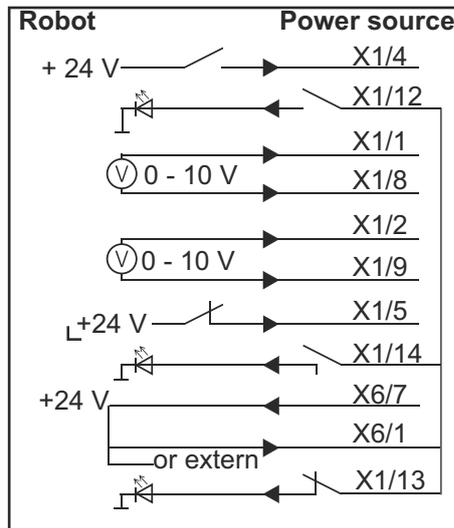 Robot Power source
+ 24 V X1/4
X1/12
X1/1
V 0 - 10 V
X1/8
X1/2
V 0 - 10 V
X1/9
+24 V X1/5
X1/14
+24 V X6/7
X6/1
or extern
X1/13